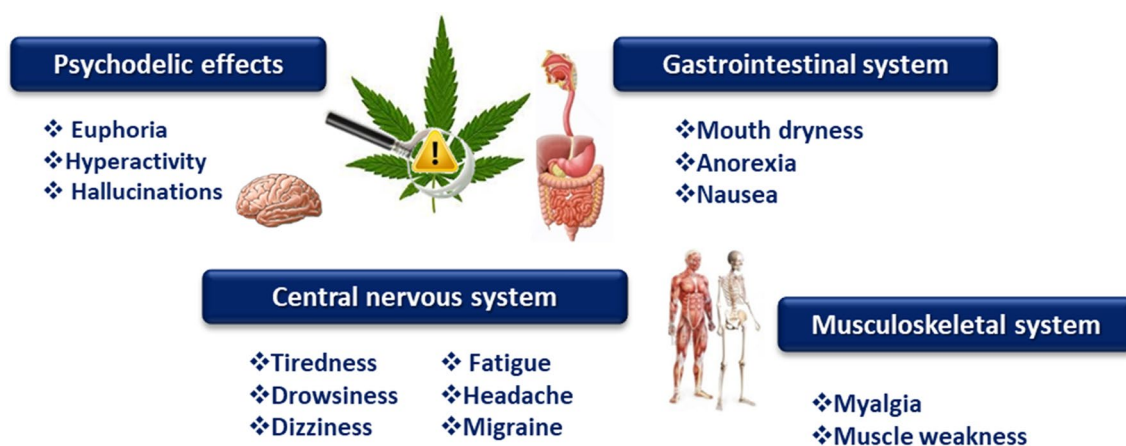 Psychodelic effects
❖ Euphoria
❖Hyperactivity
❖ Hallucinations
!
Gastrointestinal system
❖Mouth dryness
❖Anorexia
❖Nausea
Central nervous system
❖Tiredness
❖Drowsiness
❖Dizziness
❖ Fatigue
❖Headache
❖Migraine
Musculoskeletal system
❖Myalgia
❖Muscle weakness